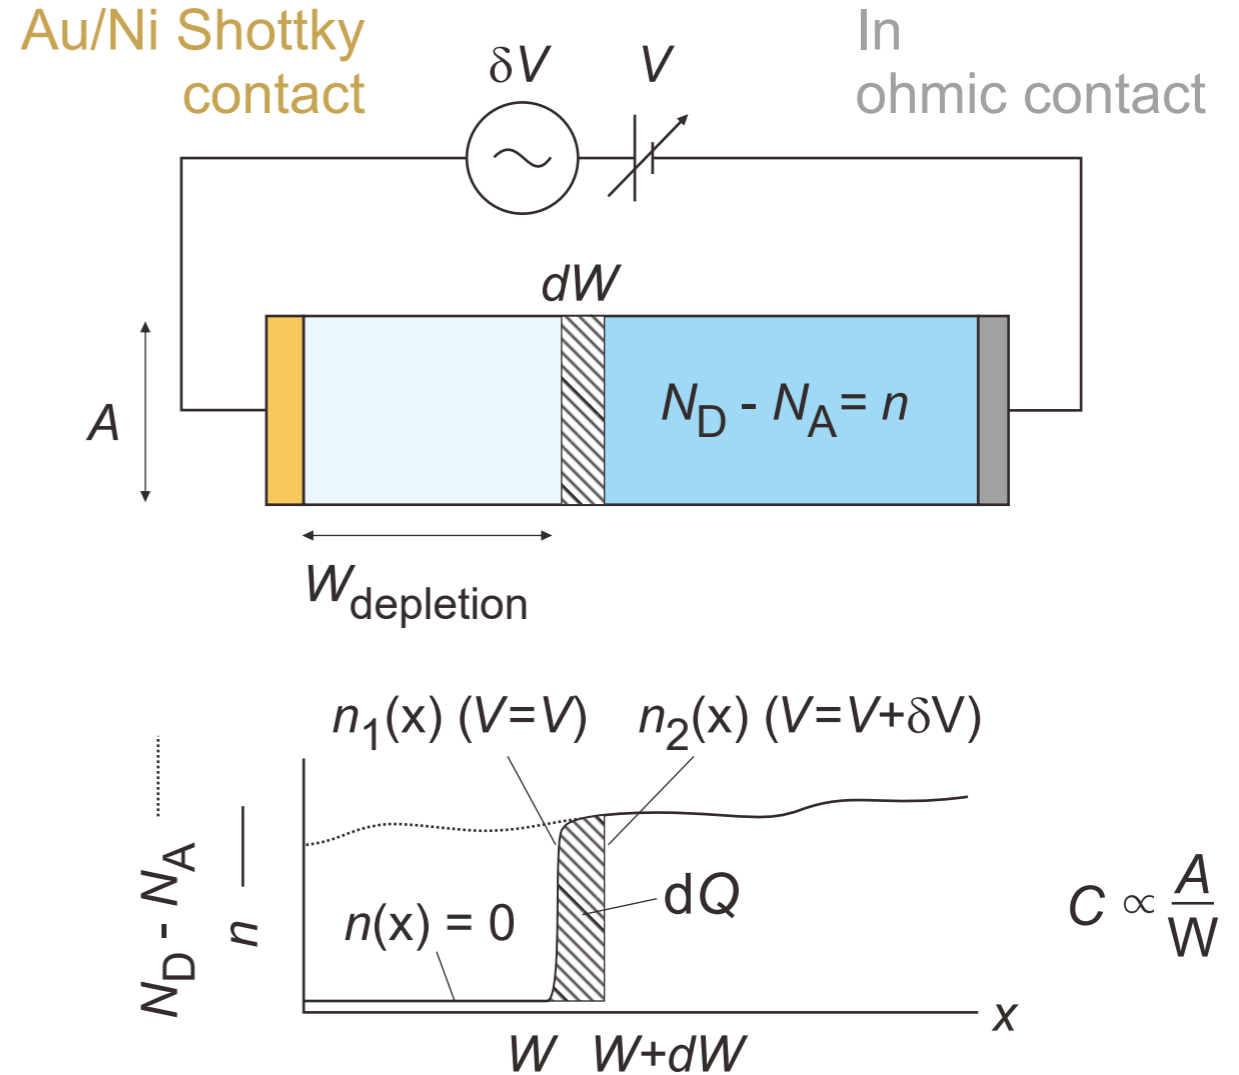 Au/Ni Shottky
contact
In
ohmic contact
δV
V
dW
A
N_D - N_A = n
W_depletion
n_1(x) (V=V)
n_2(x) (V=V+δV)
N_D - N_A
n
n(x) = 0
dQ
C ∝ A/W
W
W+dW
x